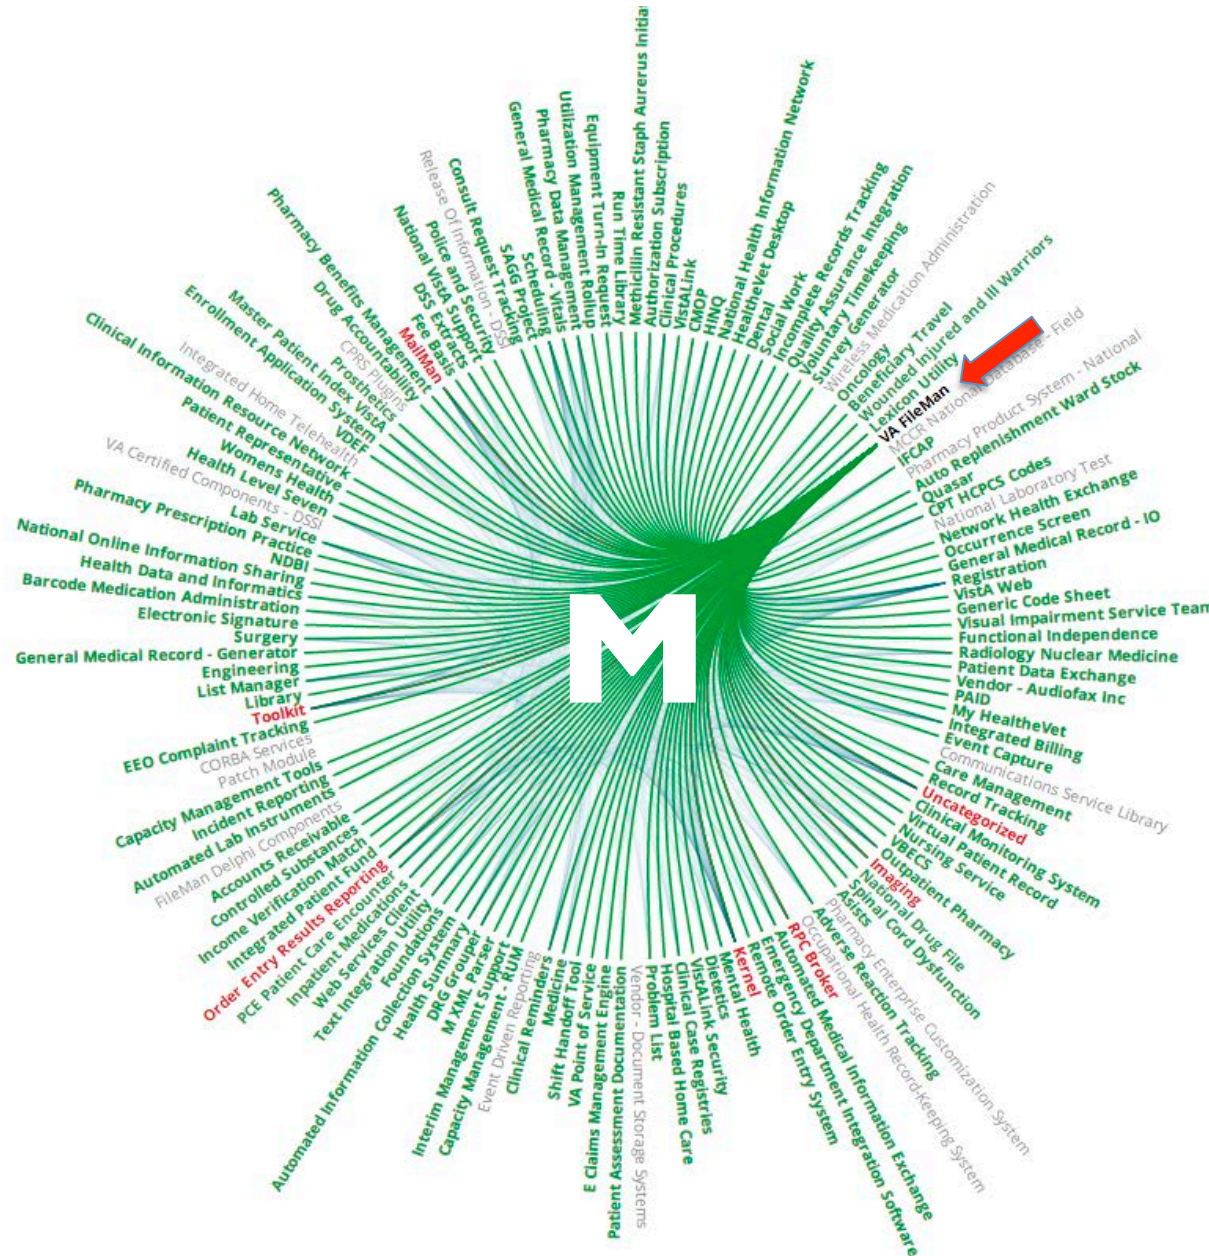 Methicillin Resistant Staph Aurerus Initia
Authorization Subscription
Clinical Procedures
VistALink
CMOP
HINQ
National Health Information Network
HealtheVet Desktop
Dental
Social Work
Incomplete Records Tracking
Quality Assurance Integration
Voluntary Timekeeping
Survey Generator
Wireless Medication Administration
Oncology
Beneficiary Travel
Wounded Injured and Ill Warriors
Lexicon Utility
VA FileMan
MCCR National Database - Field
IFCAP
Pharmacy Product System - National
Auto Replenishment Ward Stock
Quasar
CPT HCPCS Codes
National Laboratory Test
Network Health Exchange
Occurrence Screen
General Medical Record - IO
Registration
VistA Web
Generic Code Sheet
Visual Impairment Service Team
Functional Independence
Radiology Nuclear Medicine
Patient Data Exchange
Vendor - Audiofax Inc
PAID
My HealtheVet
Integrated Billing
Event Capture
Communications Service Library
Care Management
Record Tracking
Uncategorized
Clinical Monitoring System
Virtual Patient Record
Nursing Service
VBECS
Outpatient Pharmacy
Imaging
National Drug File
Spinal Cord Dysfunction
Asists
Pharmacy Enterprise Customization System
Adverse Reaction Tracking
Occupational Health Record-Keeping System
RPC Broker
Automated Medical Information Exchange
Emergency Department Integration Software
Remote Order Entry System
Kernel
Mental Health
Dietetics
VistALink Security
Clinical Case Registries
Hospital Based Home Care
Problem List
Vendor - Document Storage Systems
Patient Assessment Documentation
E Claims Management Engine
VA Point of Service
Shift Handoff Tool
Medicine
Clinical Reminders
Event Driven Reporting
Capacity Management - RUM
Interim Management Support
M XML Parser
DRG Grouper
Health Summary
Automated Information Collection System
Foundations
Text Integration Utility
Web Services Client
Inpatient Medications
PCE Patient Care Encounter
Order Entry Results Reporting
Integrated Patient Fund
Income Verification Match
Controlled Substances
Accounts Receivable
FileMan Delphi Components
Automated Lab Instruments
Incident Reporting
Capacity Management Tools
Patch Module
CORBA Services
EEO Complaint Tracking
Toolkit
Library
List Manager
Engineering
General Medical Record - Generator
Surgery
Electronic Signature
Barcode Medication Administration
Health Data and Informatics
National Online Information Sharing
NDBI
Pharmacy Prescription Practice
Lab Service
VA Certified Components - DSSI
Health Level Seven
Womens Health
Patient Representative
Clinical Information Resource Network
Integrated Home Telehealth
VDEF
Enrollment Application System
Master Patient Index VistA
Prosthetics
CPRS Plugins
Drug Accountability
Pharmacy Benefits Management
MailMan
Fee Basis
DSS Extracts
National VistA Support
Police and Security
Release Of Information - DSSI
Consult Request Tracking
SAGG Project
Scheduling
General Medical Record - Vitals
Pharmacy Data Management
Utilization Management Rollup
Equipment Turn-In Request
Run Time Library
M